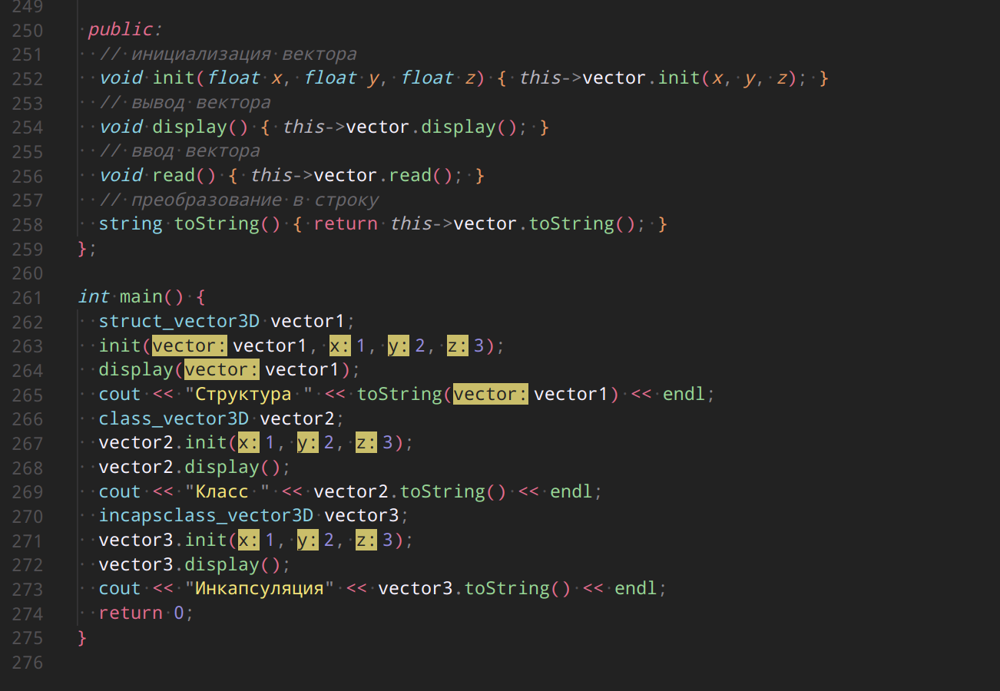 249
250 public:
251 // инициализация вектора
252 void init(float x, float y, float z) { this->vector.init(x, y, z); }
253 // вывод вектора
254 void display() { this->vector.display(); }
255 // ввод вектора
256 void read() { this->vector.read(); }
257 // преобразование в строку
258 string toString() { return this->vector.toString(); }
259 };
260
261 int main() {
262 struct_vector3D vector1;
263 init(vector: vector1, x: 1, y: 2, z: 3);
264 display(vector: vector1);
265 cout << "Структура " << toString(vector: vector1) << endl;
266 class_vector3D vector2;
267 vector2.init(x: 1, y: 2, z: 3);
268 vector2.display();
269 cout << "Класс " << vector2.toString() << endl;
270 incapsclass_vector3D vector3;
271 vector3.init(x: 1, y: 2, z: 3);
272 vector3.display();
273 cout << "Инкапсуляция" << vector3.toString() << endl;
274 return 0;
275 }
276